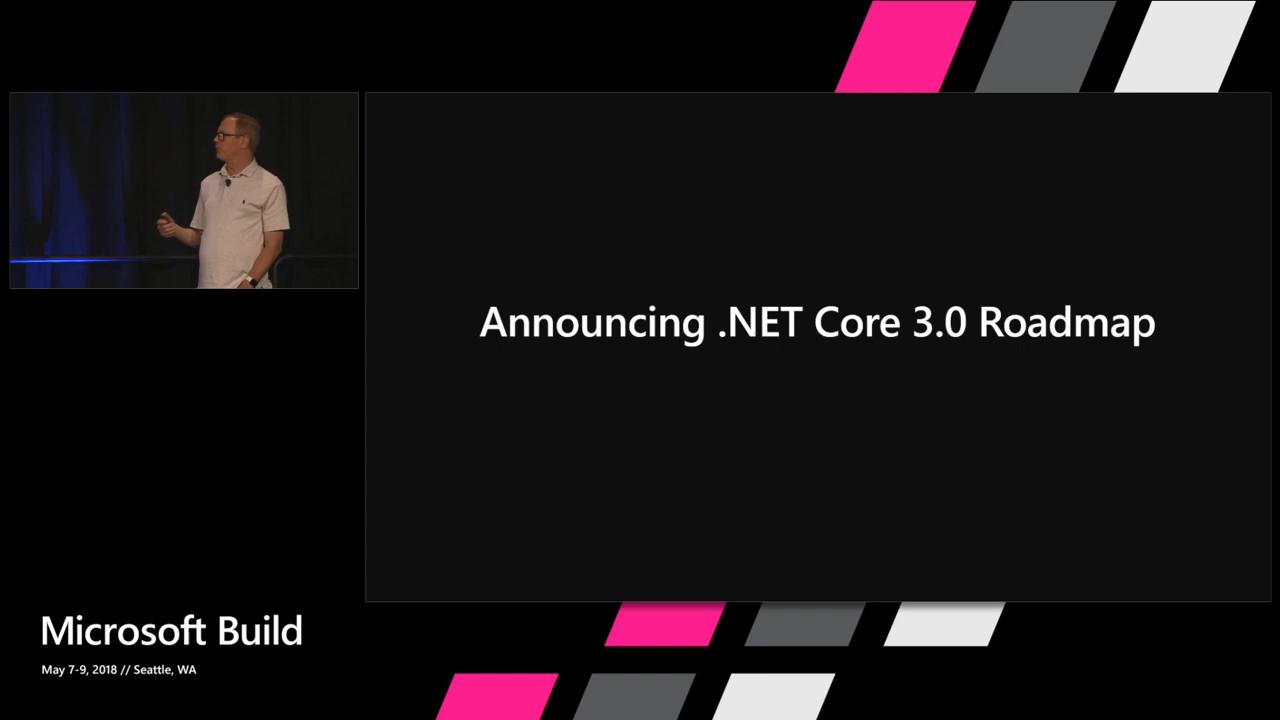 Announcing .NET Core 3.0 Roadmap
Microsoft Build
May 7-9, 2018 // Seattle, WA